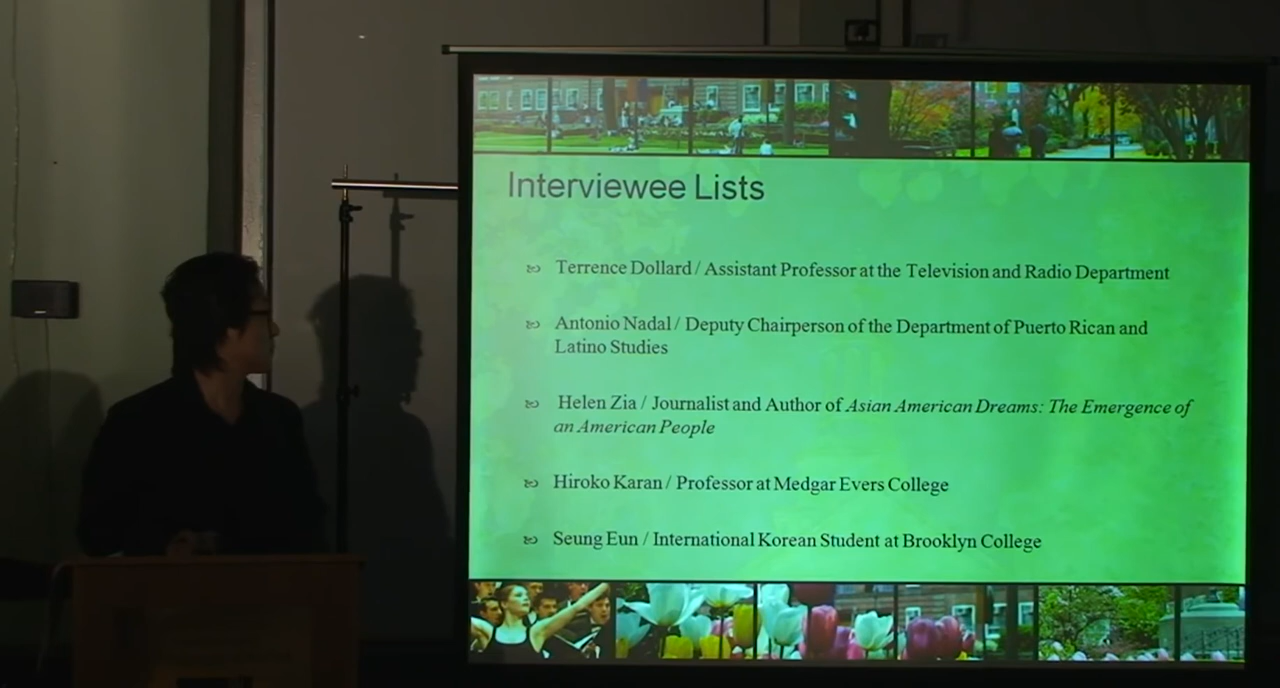 Interviewee Lists
Terrence Dollard / Assistant Professor at the Television and Radio Department
Antonio Nadal / Deputy Chairperson of the Department of Puerto Rican and
Latino Studies
Helen Zia / Journalist and Author of Asian American Dreams: The Emergence of
an American People
Hiroko Karan / Professor at Medgar Evers College
Seung Eun / International Korean Student at Brooklyn College